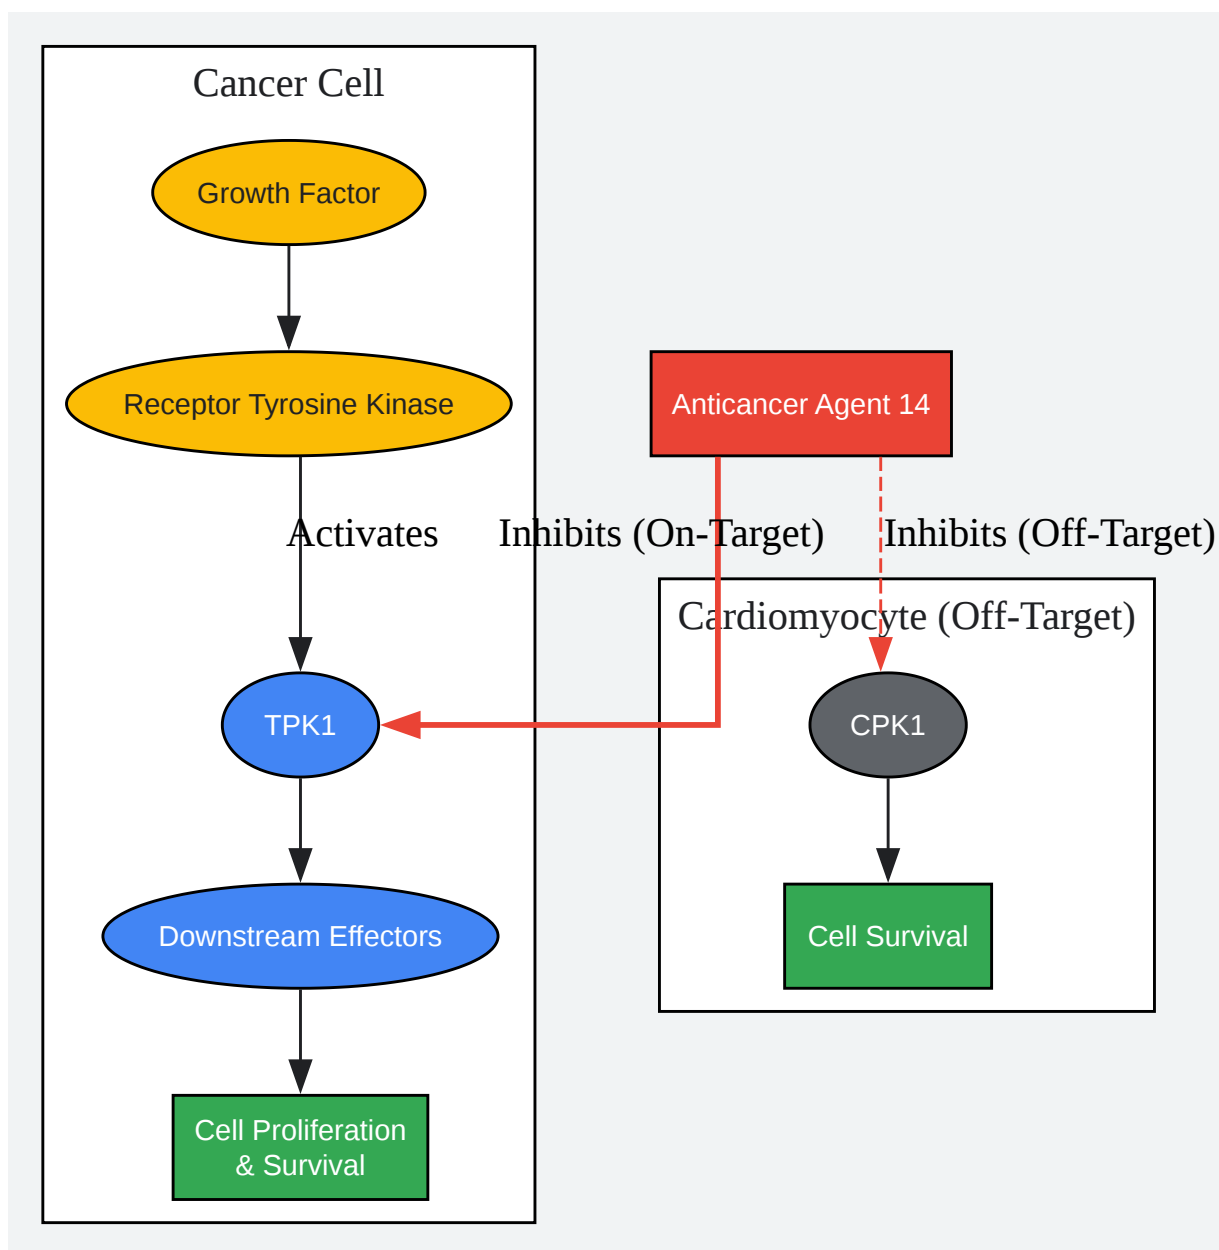 Cancer Cell
Growth Factor
Receptor Tyrosine Kinase
Anticancer Agent 14
Activates
Inhibits (On-Target)
Inhibits (Off-Target)
Cardiomyocyte (Off-Target)
TPK1
CPK1
Downstream Effectors
Cell Survival
Cell Proliferation
& Survival